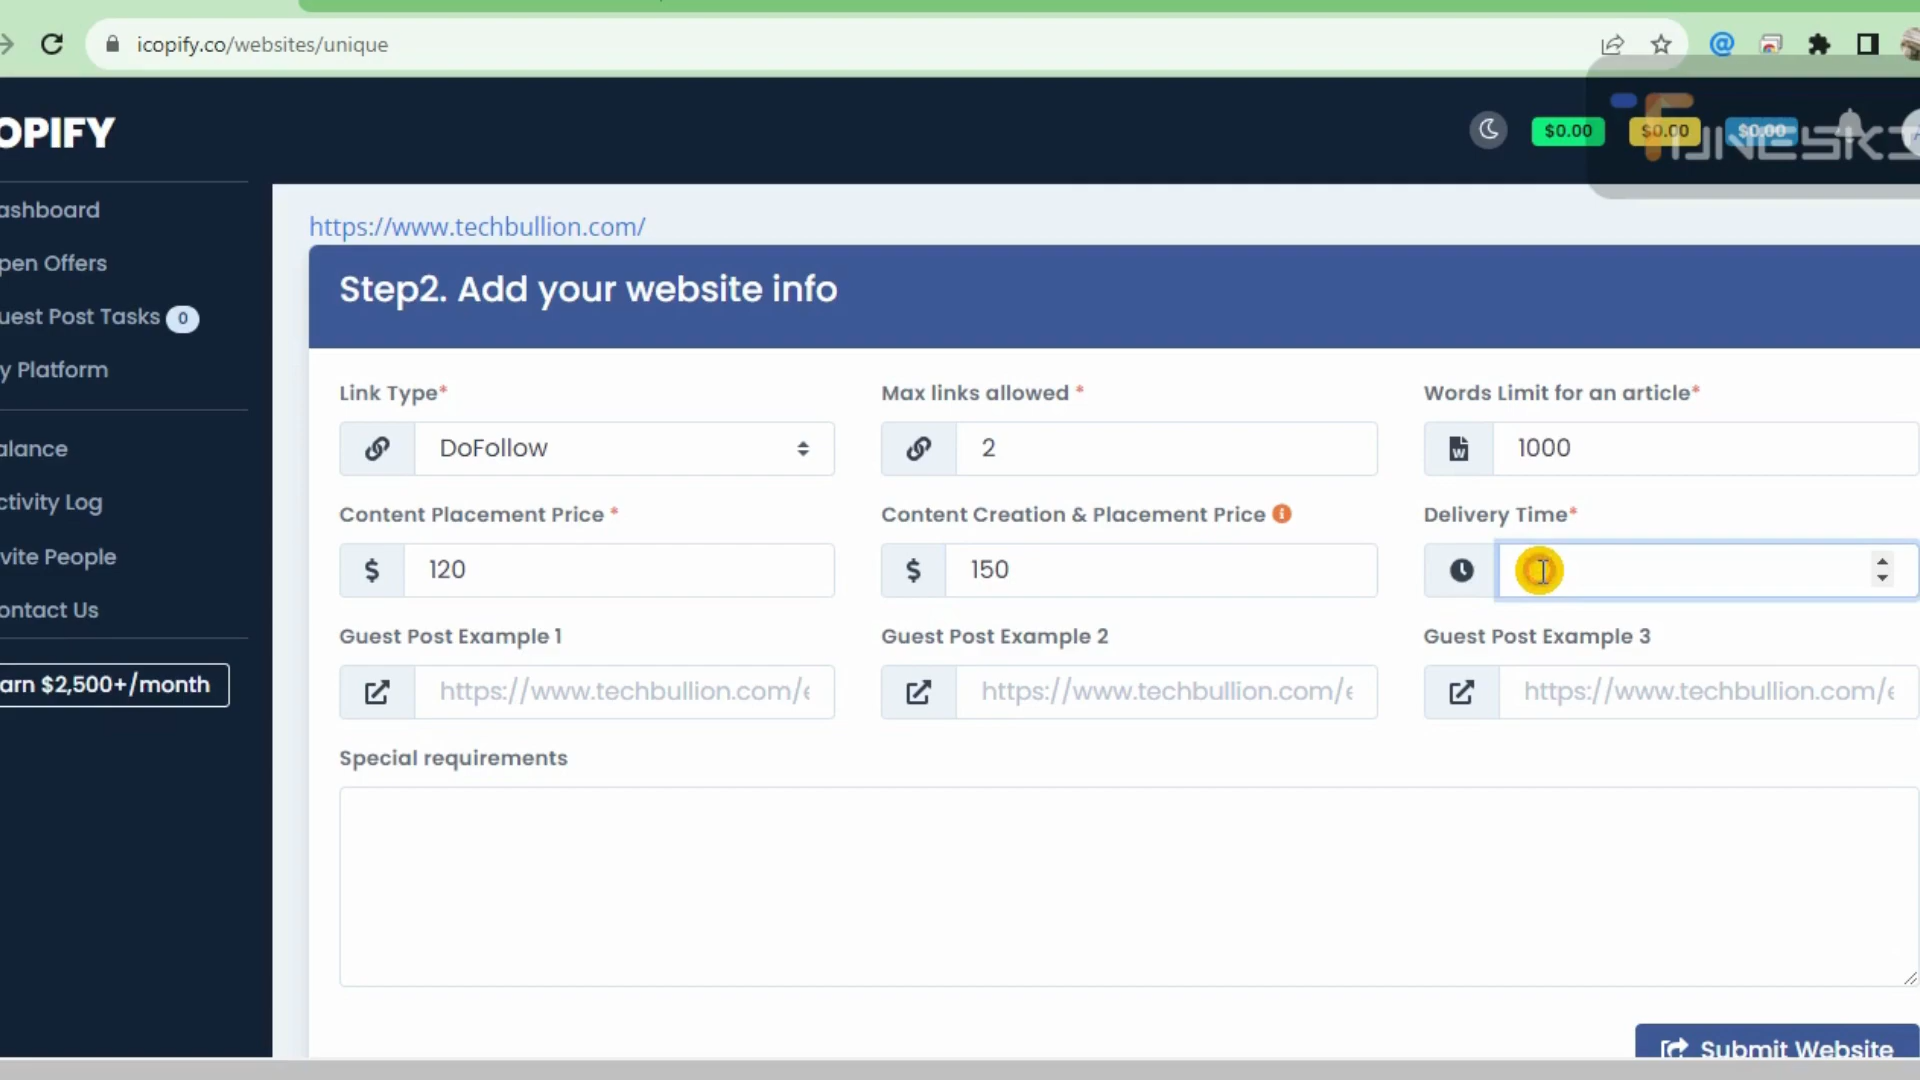 icopify.co/websites/unique
OPIFY
$0.00 $0.00 $0.00
ashboard
pen Offers
uest Post Tasks 0
y Platform
alance
ctivity Log
vite People
ontact Us
arn $2,500+/month
https://www.techbullion.com/
Step2. Add your website info
Link Type* Max links allowed * Words Limit for an article*
DoFollow 2 1000
Content Placement Price * Content Creation & Placement Price Delivery Time*
$ 120 $ 150
Guest Post Example 1 Guest Post Example 2 Guest Post Example 3
https://www.techbullion.com/e https://www.techbullion.com/e https://www.techbullion.com/e
Special requirements
Submit Website